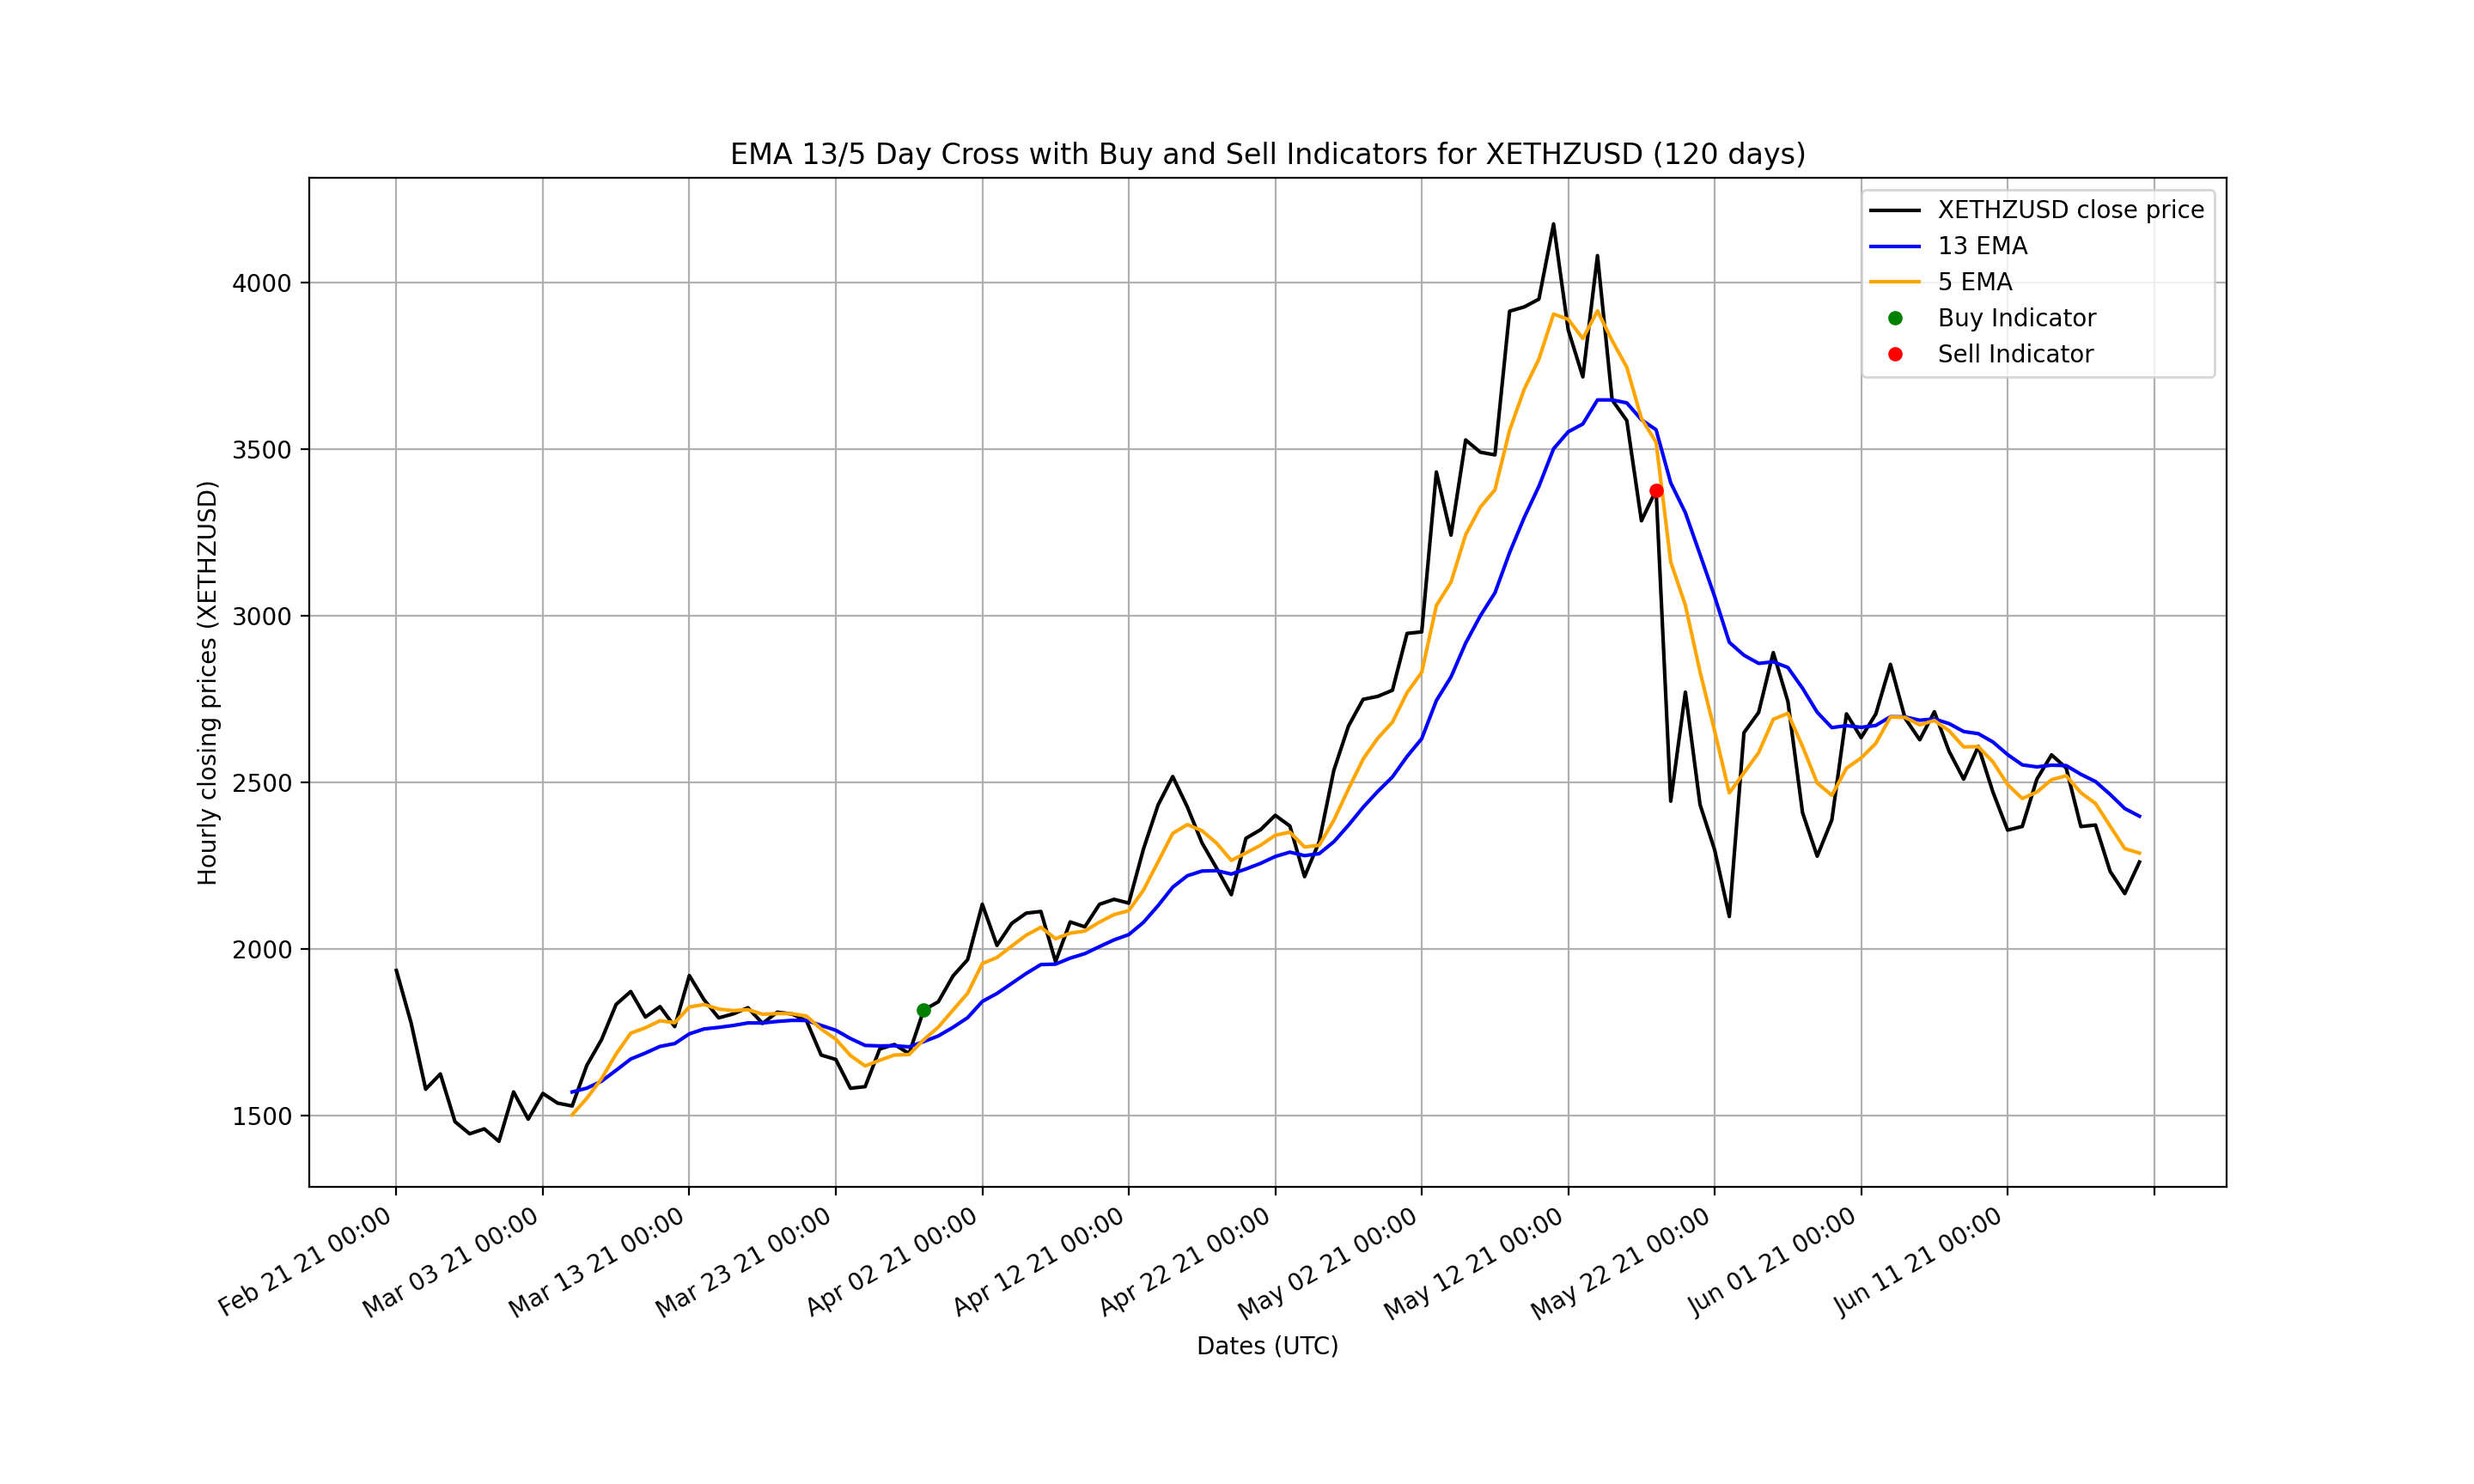 EMA 13/5 Day Cross with Buy and Sell Indicators for XETHZUSD (120 days)
XETHZUSD close price
13 EMA
5 EMA
Buy Indicator
Sell Indicator
Hourly closing prices (XETHZUSD)
4000
3500
3000
2500
2000
1500
Feb 21 21 00:00
Mar 03 21 00:00
Mar 13 21 00:00
Mar 23 21 00:00
Apr 02 21 00:00
Apr 12 21 00:00
Apr 22 21 00:00
May 02 21 00:00
May 12 21 00:00
May 22 21 00:00
Jun 01 21 00:00
Jun 11 21 00:00
Dates (UTC)